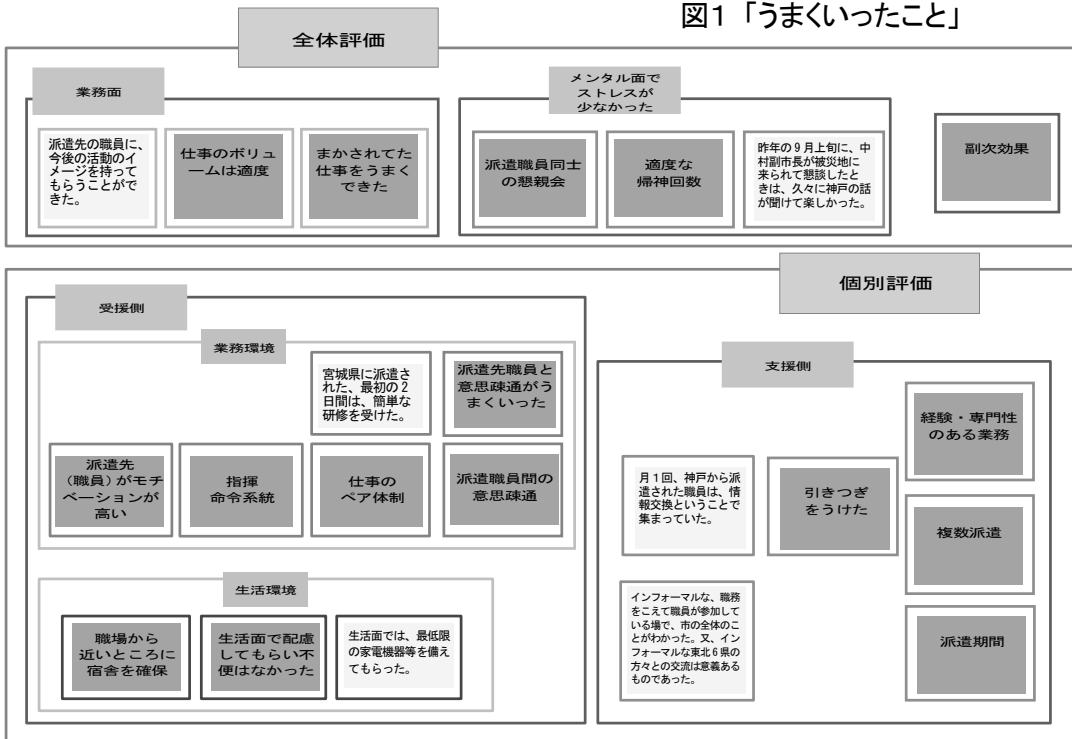 図1「うまくいったこと」
全体評価
業務面
派遣先の職員に、
今後の活動のイ
メージを持って
もらうことがで
きた。
仕事のボリュ
ームは適度
まかされてた
仕事をうまく
できた
メンタル面で
ストレスが
少なかった
派遣職員同士
の懇親会
適度な
帰神回数
昨年の9月上旬に、中
村副市長が被災地に
来られて懇談したと
きは、久々に神戸の話
が聞けて楽しかった。
副次効果
個別評価
受援側
業務環境
宮城県に派遣さ
れた、最初の2
日間は、簡単な
研修を受けた。
派遣先職員と
意思疎通がう
まくいった
派遣先
(職員)がモチ
ベーションが
高い
指揮
命令系統
仕事の
ペア体制
派遣職員間の
意思疎通
生活環境
職場から
近いところに
宿舎を確保
生活面で配慮
してもらい不
便はなかった
生活面では、最低限
の家電機器等を備え
てもらった。
支援側
経験・専門性
のある業務
月1回、神戸から派
遣された職員は、情
報交換ということで
集まっていた。
引きつぎ
をうけた
複数派遣
インフォーマルな、職務
をこえて職員が参加して
いる場で、市の全体のこ
とがわかった。又、イン
フォーマルな東北6県の
方々との交流は意義ある
ものであった。
派遣期間